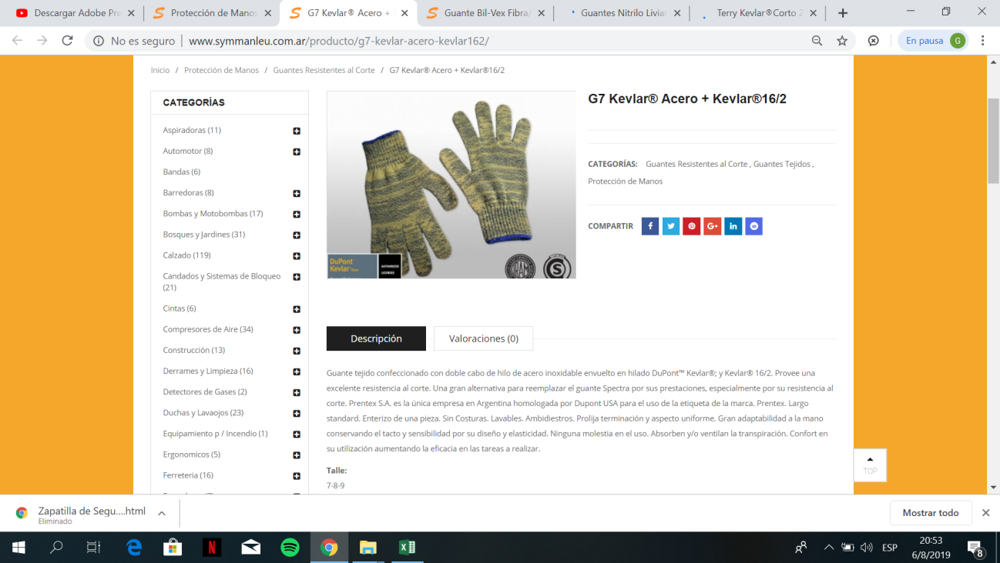 Descargar Adobe Pre
Protección de Manos
G7 Kevlar® Acero +
Guante Bil-Vex Fibra/
Guantes Nitrilo Livian
Terry Kevlar®Corto 2
No es seguro | www.symmanleu.com.ar/producto/g7-kevlar-acero-kevlar162/
En pausa G
Inicio / Protección de Manos / Guantes Resistentes al Corte / G7 Kevlar® Acero + Kevlar®16/2
CATEGORÍAS
Aspiradoras (11)
Automotor (8)
Bandas (6)
Barredoras (8)
Bombas y Motobombas (17)
Bosques y Jardines (31)
Calzado (119)
Candados y Sistemas de Bloqueo
(21)
Cintas (6)
Compresores de Aire (34)
Construcción (13)
Derrames y Limpieza (16)
Detectores de Gases (2)
Duchas y Lavaojos (23)
Equipamiento p / Incendio (1)
Ergonomicos (5)
Ferreteria (16)
DuPont
Kevlar
AUTHORIZED
LICENSEE
IRAM
S
G7 Kevlar® Acero + Kevlar®16/2
CATEGORÍAS: Guantes Resistentes al Corte , Guantes Tejidos ,
Protección de Manos
COMPARTIR f G+ in
Descripción
Valoraciones (0)
Guante tejido confeccionado con doble cabo de hilo de acero inoxidable envuelto en hilado DuPont™ Kevlar®; y Kevlar® 16/2. Provee una
excelente resistencia al corte. Una gran alternativa para reemplazar el guante Spectra por sus prestaciones, especialmente por su resistencia al
corte. Prentex S.A. es la única empresa en Argentina homologada por Dupont USA para el uso de la etiqueta de la marca. Prentex. Largo
standard. Enterizo de una pieza. Sin Costuras. Lavables. Ambidiestros. Prolija terminación y aspecto uniforme. Gran adaptabilidad a la mano
conservando el tacto y sensibilidad por su diseño y elasticidad. Ninguna molestia en el uso. Absorben y/o ventilan la transpiración. Confort en
su utilización aumentando la eficacia en las tareas a realizar.
Talle:
7-8-9
TOP
Zapatilla de Segu....html
Eliminado
Mostrar todo
ESP
20:53
6/8/2019
8